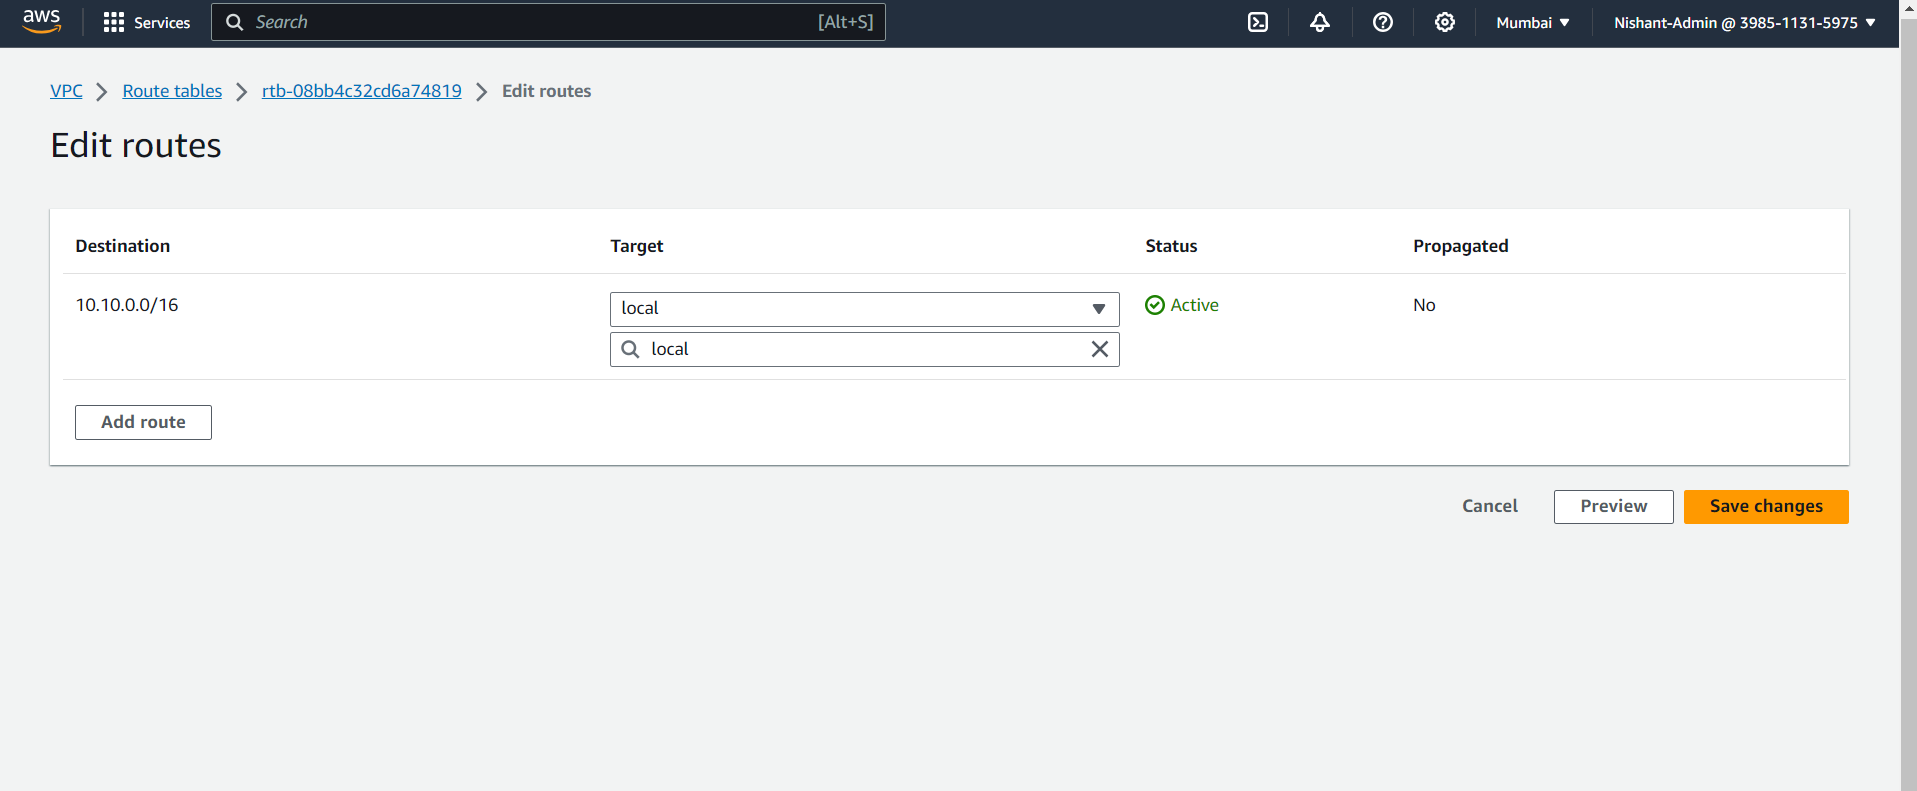 aws Services Search [Alt+S] Mumbai Nishant-Admin @ 3985-1131-5975
VPC Route tables rtb-08bb4c32cd6a74819 Edit routes
Edit routes
Destination Target Status Propagated
10.10.0.0/16 local Active No
local
Add route
Cancel Preview Save changes